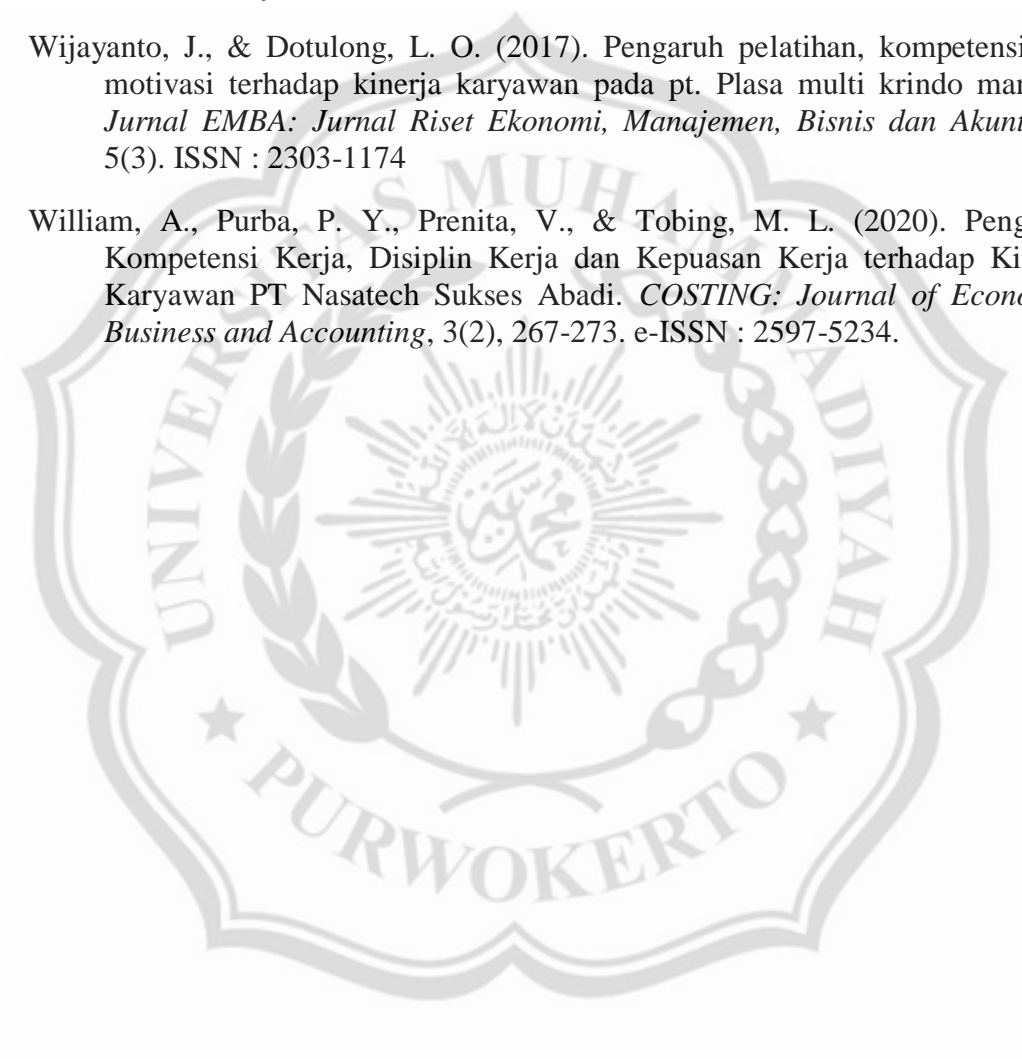 Wijayanto, J., & Dotulong, L. O. (2017). Pengaruh pelatihan, kompetensi
motivasi terhadap kinerja karyawan pada pt. Plasa multi krindo
Jurnal EMBA: Jurnal Riset Ekonomi, Manajemen, Bisnis dan Akunt
5(3). ISSN : 2303-1174
William, A., Purba, P. Y., Prenita, V., & Tobing, M. L. (2020). Peng
Kompetensi Kerja, Disiplin Kerja dan Kepuasan Kerja terhadap Ki
Karyawan PT Nasatech Sukses Abadi. COSTING: Journal of Econo
Business and Accounting, 3(2), 267-273. e-ISSN : 2597-5234.
UNIVERSITAS MUHAMMADIYAH
PURWOKERTO